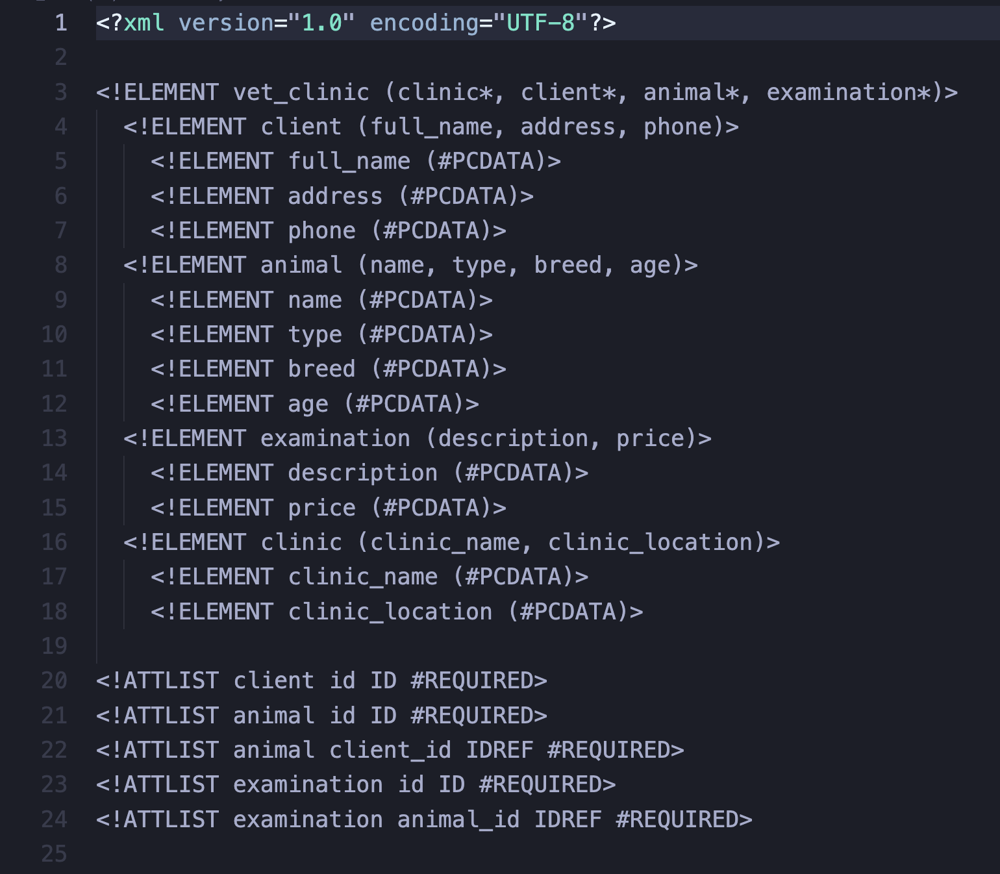 1 <?xml version="1.0" encoding="UTF-8"?>
2
3 <!ELEMENT vet_clinic (clinic*, client*, animal*, examination*)>
4 <!ELEMENT client (full_name, address, phone)>
5 <!ELEMENT full_name (#PCDATA)>
6 <!ELEMENT address (#PCDATA)>
7 <!ELEMENT phone (#PCDATA)>
8 <!ELEMENT animal (name, type, breed, age)>
9 <!ELEMENT name (#PCDATA)>
10 <!ELEMENT type (#PCDATA)>
11 <!ELEMENT breed (#PCDATA)>
12 <!ELEMENT age (#PCDATA)>
13 <!ELEMENT examination (description, price)>
14 <!ELEMENT description (#PCDATA)>
15 <!ELEMENT price (#PCDATA)>
16 <!ELEMENT clinic (clinic_name, clinic_location)>
17 <!ELEMENT clinic_name (#PCDATA)>
18 <!ELEMENT clinic_location (#PCDATA)>
19
20 <!ATTLIST client id ID #REQUIRED>
21 <!ATTLIST animal id ID #REQUIRED>
22 <!ATTLIST animal client_id IDREF #REQUIRED>
23 <!ATTLIST examination id ID #REQUIRED>
24 <!ATTLIST examination animal_id IDREF #REQUIRED>
25